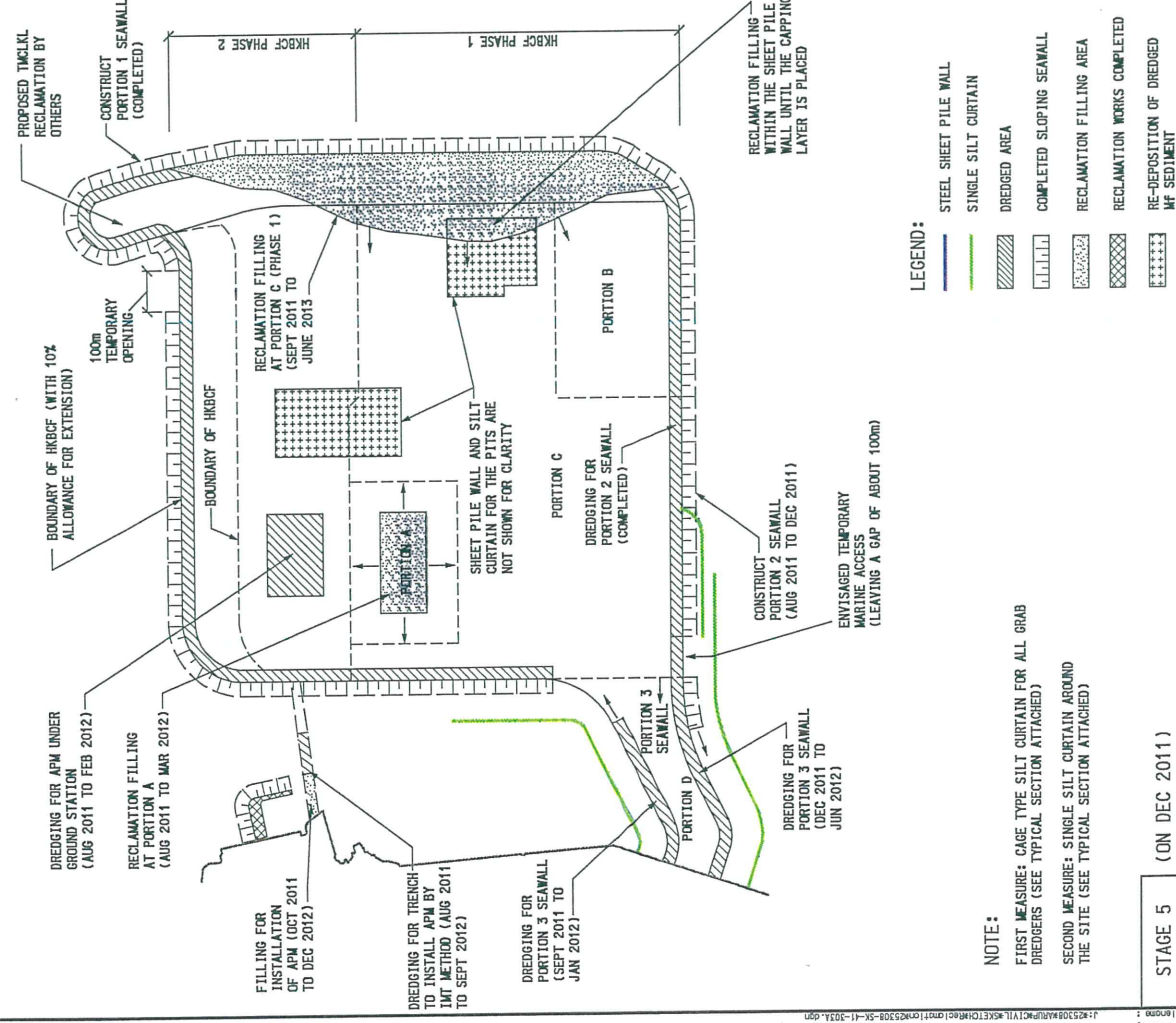 PROPOSED TMCLKL
RECLAMATION BY
OTHERS
CONSTRUCT
PORTION 1 SEAWALL
(COMPLETED)
HKBCF PHASE 2
HKBCF PHASE 1
RECLAMATION FILLING
WITHIN THE SHEET PILE
WALL UNTIL THE CAPPING
LAYER IS PLACED
100m
TEMPORARY
OPENING
BOUNDARY OF HKBCF (WITH 10%
ALLOWANCE FOR EXTENSION)
BOUNDARY OF HKBCF
RECLAMATION FILLING
AT PORTION C (PHASE 1)
(SEPT 2011 TO
JUNE 2013)
PORTION B
SHEET PILE WALL AND SILT
CURTAIN FOR THE PITS ARE
NOT SHOWN FOR CLARITY
PORTION A
PORTION C
DREDGING FOR
PORTION 2 SEAWALL
(COMPLETED)
DREDGING FOR APM UNDER
GROUND STATION
(AUG 2011 TO FEB 2012)
RECLAMATION FILLING
AT PORTION A
(AUG 2011 TO MAR 2012)
FILLING FOR
INSTALLATION
OF APM (OCT 2011
TO DEC 2012)
DREDGING FOR TRENCH
TO INSTALL APM BY
IMT METHOD (AUG 2011
TO SEPT 2012)
DREDGING FOR
PORTION 3 SEAWALL
(SEPT 2011 TO
JAN 2012)
PORTION 3
SEAWALL
PORTION D
DREDGING FOR
PORTION 3 SEAWALL
(DEC 2011 TO
JUN 2012)
CONSTRUCT
PORTION 2 SEAWALL
(AUG 2011 TO DEC 2011)
ENVISAGED TEMPORARY
MARINE ACCESS
(LEAVING A GAP OF ABOUT 100m)
LEGEND:
STEEL SHEET PILE WALL
SINGLE SILT CURTAIN
DREDGED AREA
COMPLETED SLOPING SEAWALL
RECLAMATION FILLING AREA
RECLAMATION WORKS COMPLETED
RE-DEPOSITION OF DREDGED
Mf SEDIMENT
NOTE:
FIRST MEASURE: CAGE TYPE SILT CURTAIN FOR ALL GRAB
DREDGERS (SEE TYPICAL SECTION ATTACHED)
SECOND MEASURE: SINGLE SILT CURTAIN AROUND
THE SITE (SEE TYPICAL SECTION ATTACHED)
STAGE 5 (ON DEC 2011)